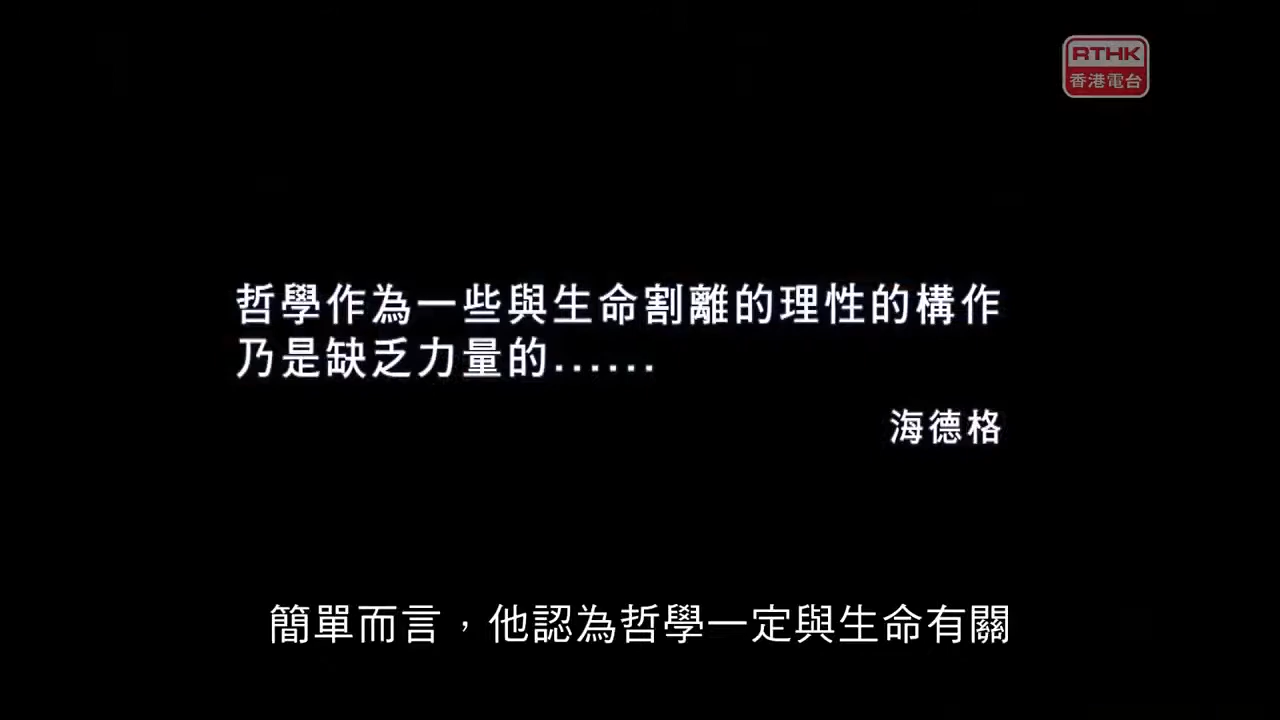 RTHK
香港電台
哲學作為一些與生命割離的理性的構作
乃是缺乏力量的......
海德格
簡單而言，他認為哲學一定與生命有關